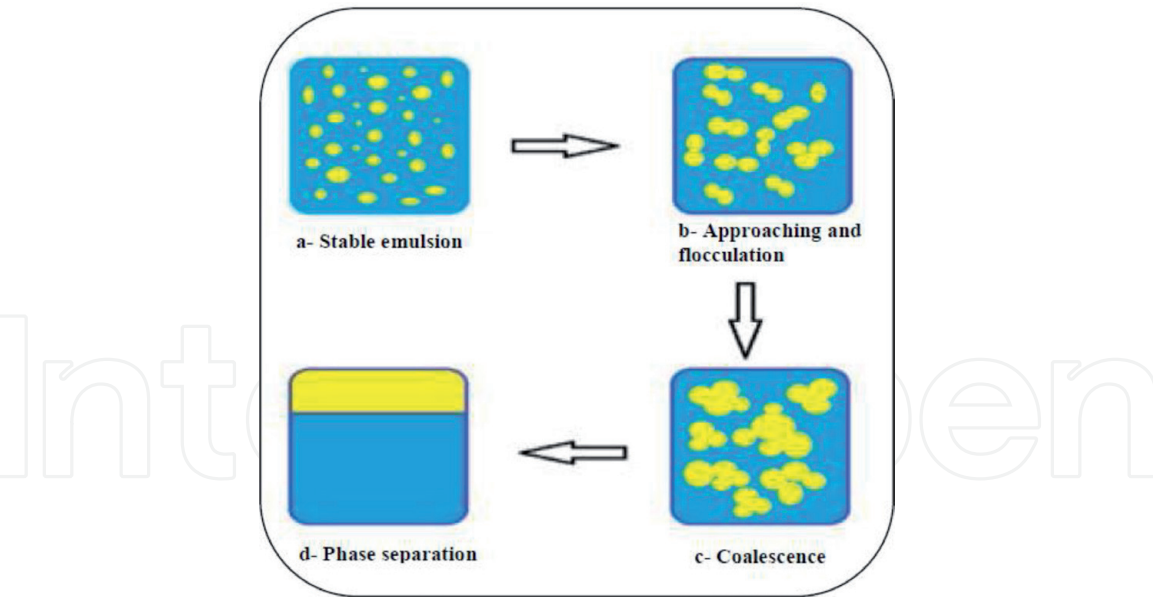 a- Stable emulsion
b- Approaching and
flocculation
d- Phase separation
c- Coalescence